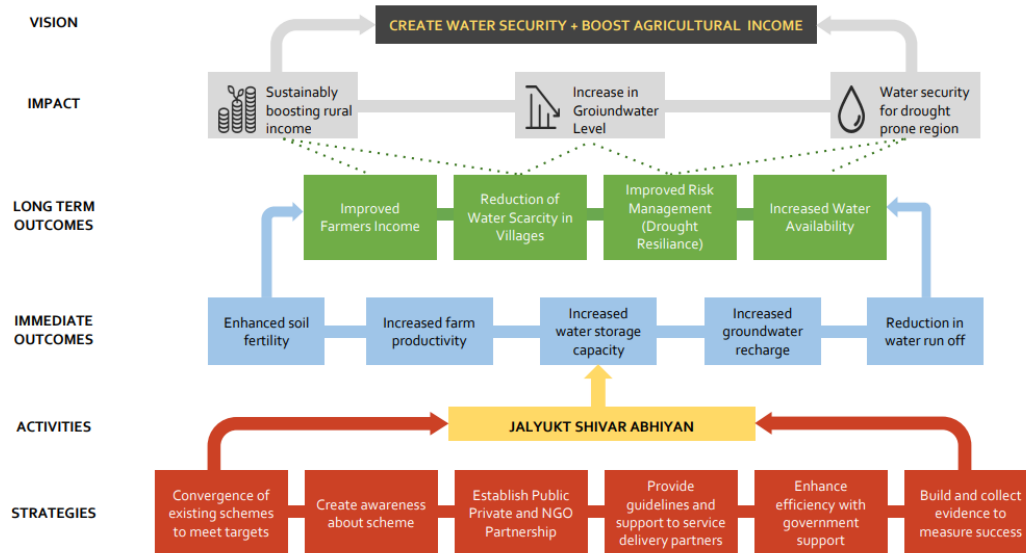 VISION
CREATE WATER SECURITY + BOOST AGRICULTURAL INCOME
IMPACT
Sustainably
boosting rural
income
Increase in
Groiundwater
Level
Water security
for drought
prone region
LONG TERM
OUTCOMES
Improved
Farmers Income
Reduction of
Water Scarcity in
Villages
Improved Risk
Management
(Drought
Resiliance)
Increased Water
Availability
IMMEDIATE
OUTCOMES
Enhanced soil
fertility
Increased farm
productivity
Increased
water storage
capacity
Increased
groundwater
recharge
Reduction in
water run off
ACTIVITIES
JALYUKT SHIVAR ABHIYAN
STRATEGIES
Convergence of
existing schemes
to meet targets
Create awareness
about scheme
Establish Public
Private and NGO
Partnership
Provide
guidelines and
support to service
delivery partners
Enhance
efficiency with
government
support
Build and collect
evidence to
measure success